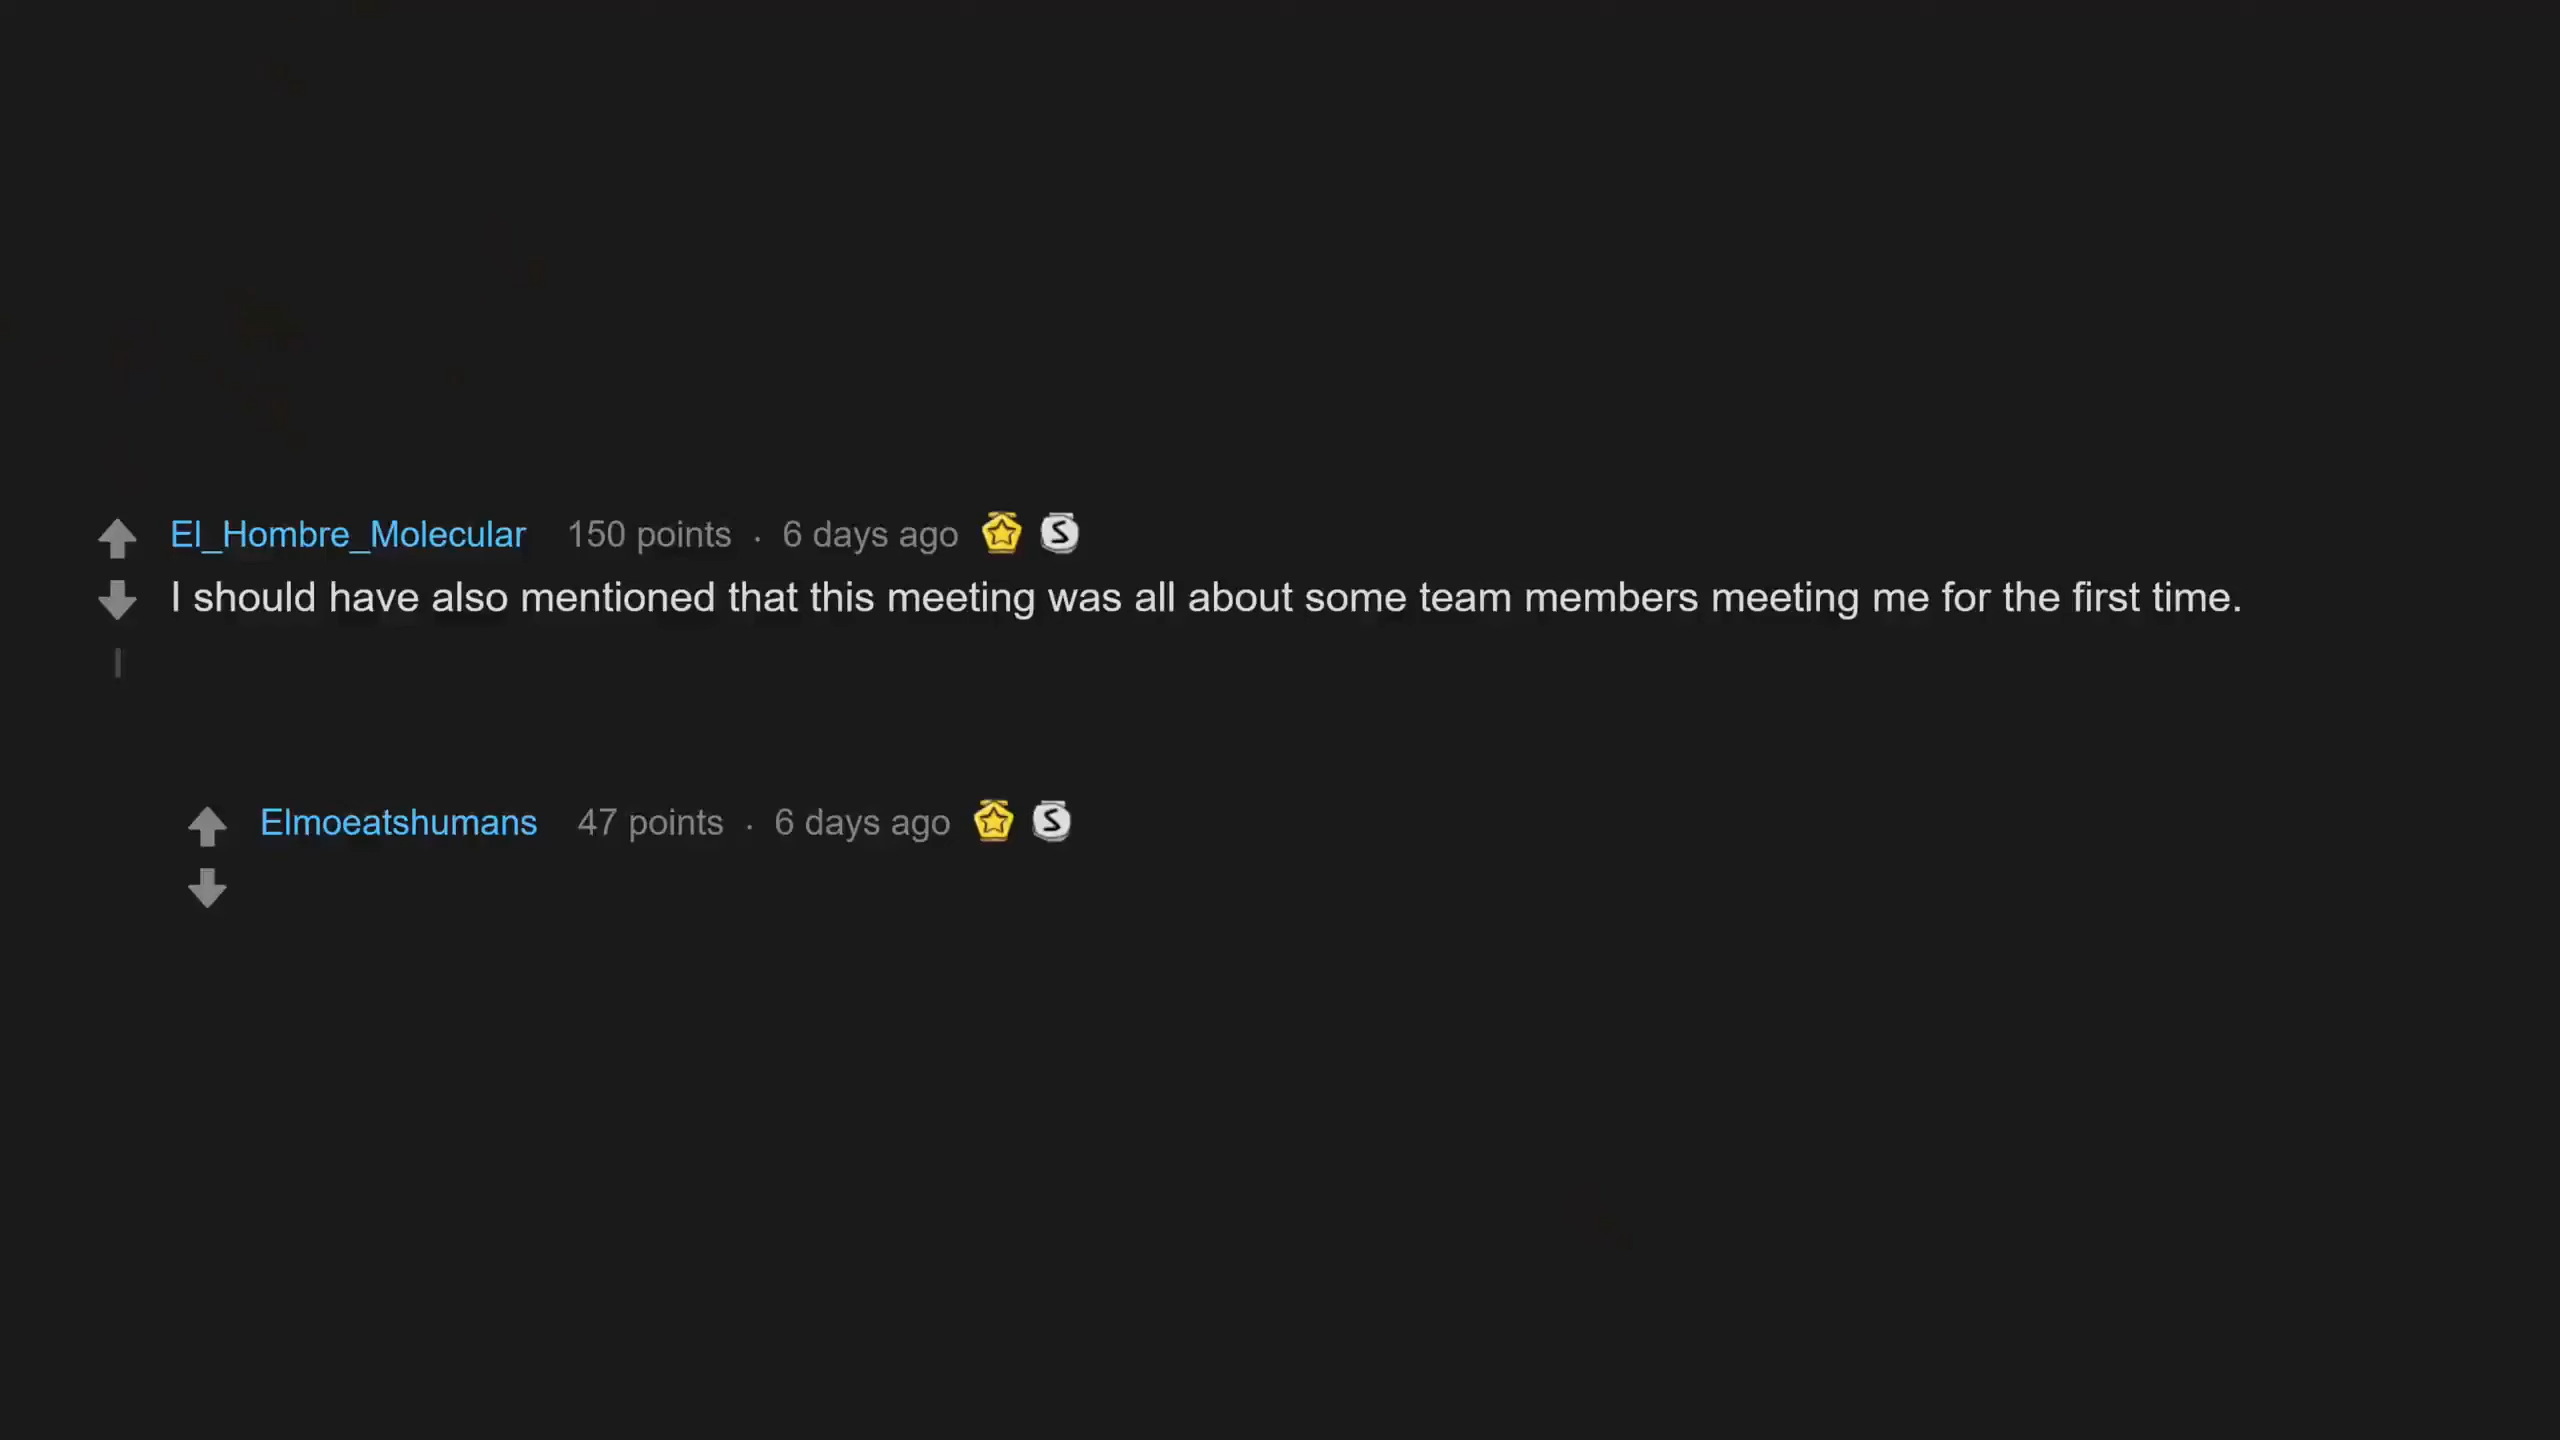 El_Hombre_Molecular 150 points · 6 days ago S
I should have also mentioned that this meeting was all about some team members meeting me for the first time.
Elmoeatshumans 47 points · 6 days ago S